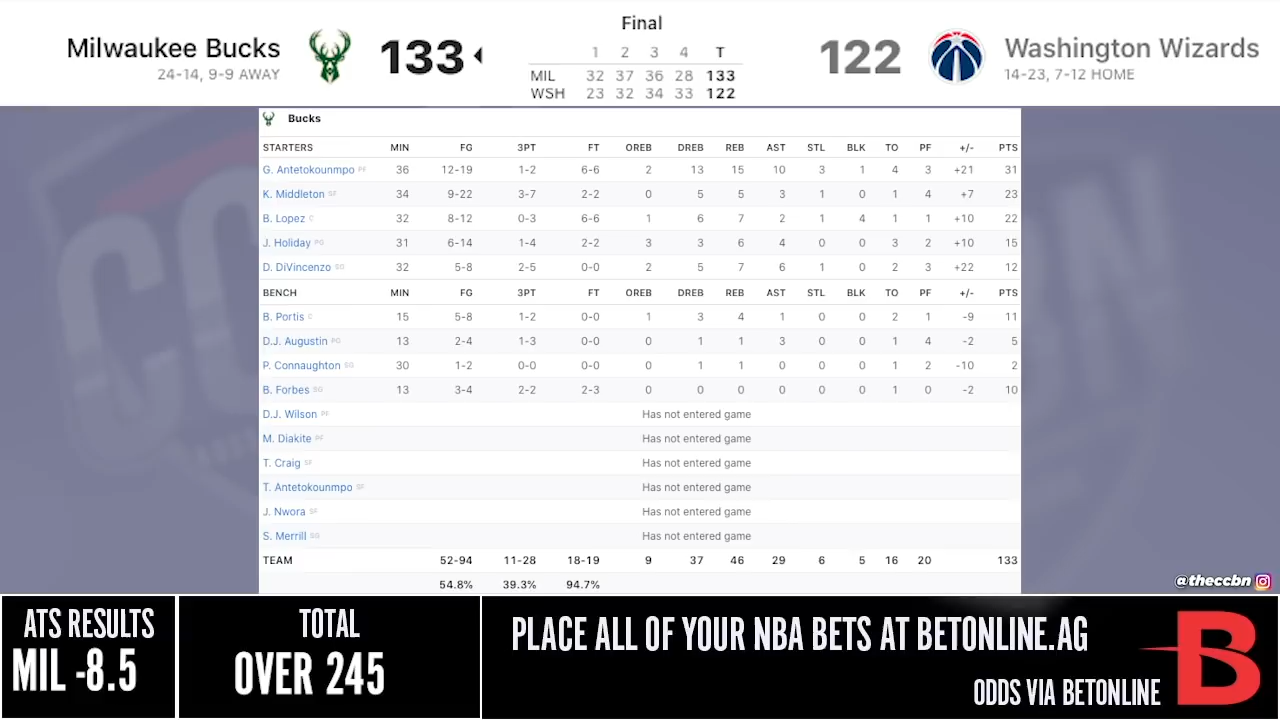 Final
Milwaukee Bucks
24-14, 9-9 AWAY
133
1 2 3 4 T
MIL 32 37 36 28 133
WSH 23 32 34 33 122
122
Washington Wizards
14-23, 7-12 HOME
Bucks
STARTERS MIN FG 3PT FT OREB DREB REB AST STL BLK TO PF +/- PTS
G. Antetokounmpo PF 36 12-19 1-2 6-6 2 13 15 10 3 1 4 3 +21 31
K. Middleton SF 34 9-22 3-7 2-2 0 5 5 3 1 0 1 4 +7 23
B. Lopez C 32 8-12 0-3 6-6 1 6 7 2 1 4 1 1 +10 22
J. Holiday PG 31 6-14 1-4 2-2 3 3 6 4 0 0 3 2 +10 15
D. DiVincenzo SG 32 5-8 2-5 0-0 2 5 7 6 1 0 2 3 +22 12
BENCH MIN FG 3PT FT OREB DREB REB AST STL BLK TO PF +/- PTS
B. Portis C 15 5-8 1-2 0-0 1 3 4 1 0 0 2 1 -9 11
D.J. Augustin PG 13 2-4 1-3 0-0 0 1 1 3 0 0 1 4 -2 5
P. Connaughton SG 30 1-2 0-0 0-0 0 1 1 0 0 0 1 2 -10 2
B. Forbes SG 13 3-4 2-2 2-3 0 0 0 0 0 0 1 0 -2 10
D.J. Wilson PF Has not entered game
M. Diakite PF Has not entered game
T. Craig SF Has not entered game
T. Antetokounmpo SF Has not entered game
J. Nwora SF Has not entered game
S. Merrill SG Has not entered game
TEAM 52-94 11-28 18-19 9 37 46 29 6 5 16 20 133
54.8% 39.3% 94.7%
@theccbn
ATS RESULTS
MIL -8.5
TOTAL
OVER 245
PLACE ALL OF YOUR NBA BETS AT BETONLINE.AG
ODDS VIA BETONLINE
B